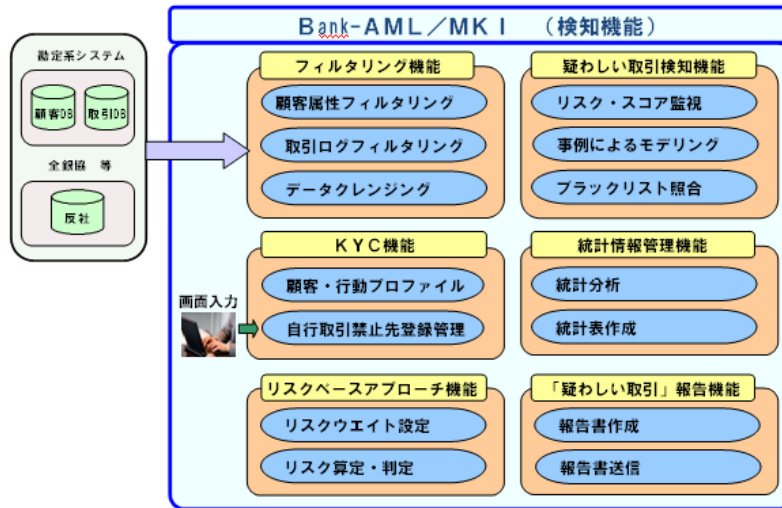 Bank-AML／MKI （検知機能）
勘定系システム
顧客DB
取引DB
全銀協 等
反社
フィルタリング機能
顧客属性フィルタリング
取引ログフィルタリング
データクレンジング
疑わしい取引検知機能
リスク・スコア監視
事例によるモデリング
ブラックリスト照合
KYC機能
顧客・行動プロファイル
自行取引禁止先登録管理
画面入力
統計情報管理機能
統計分析
統計表作成
リスクベースアプローチ機能
リスクウエイト設定
リスク算定・判定
「疑わしい取引」報告機能
報告書作成
報告書送信